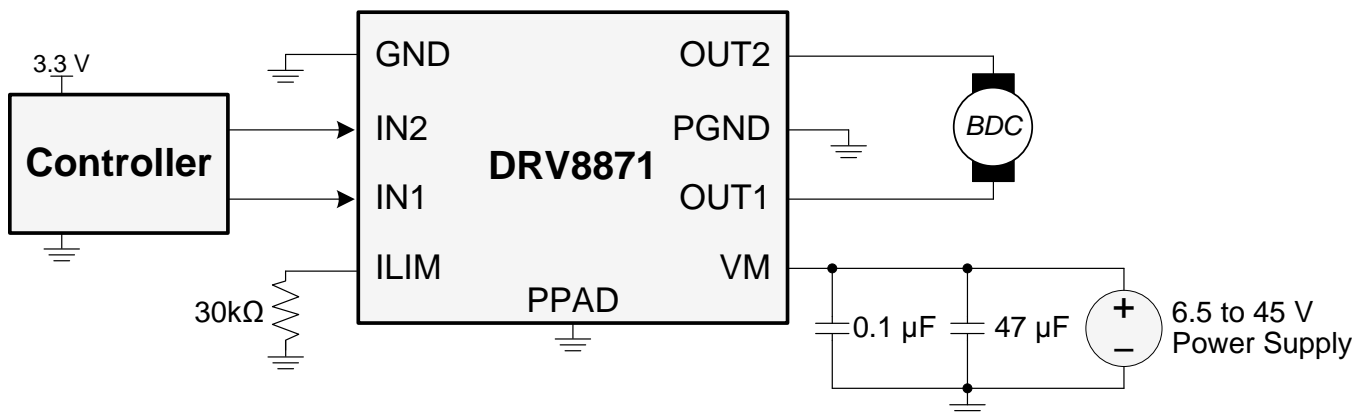 3.3 V
Controller
GND
IN2
IN1
ILIM
30kΩ
DRV8871
PPAD
OUT2
PGND
OUT1
VM
BDC
0.1 µF
47 µF
+
–
6.5 to 45 V
Power Supply